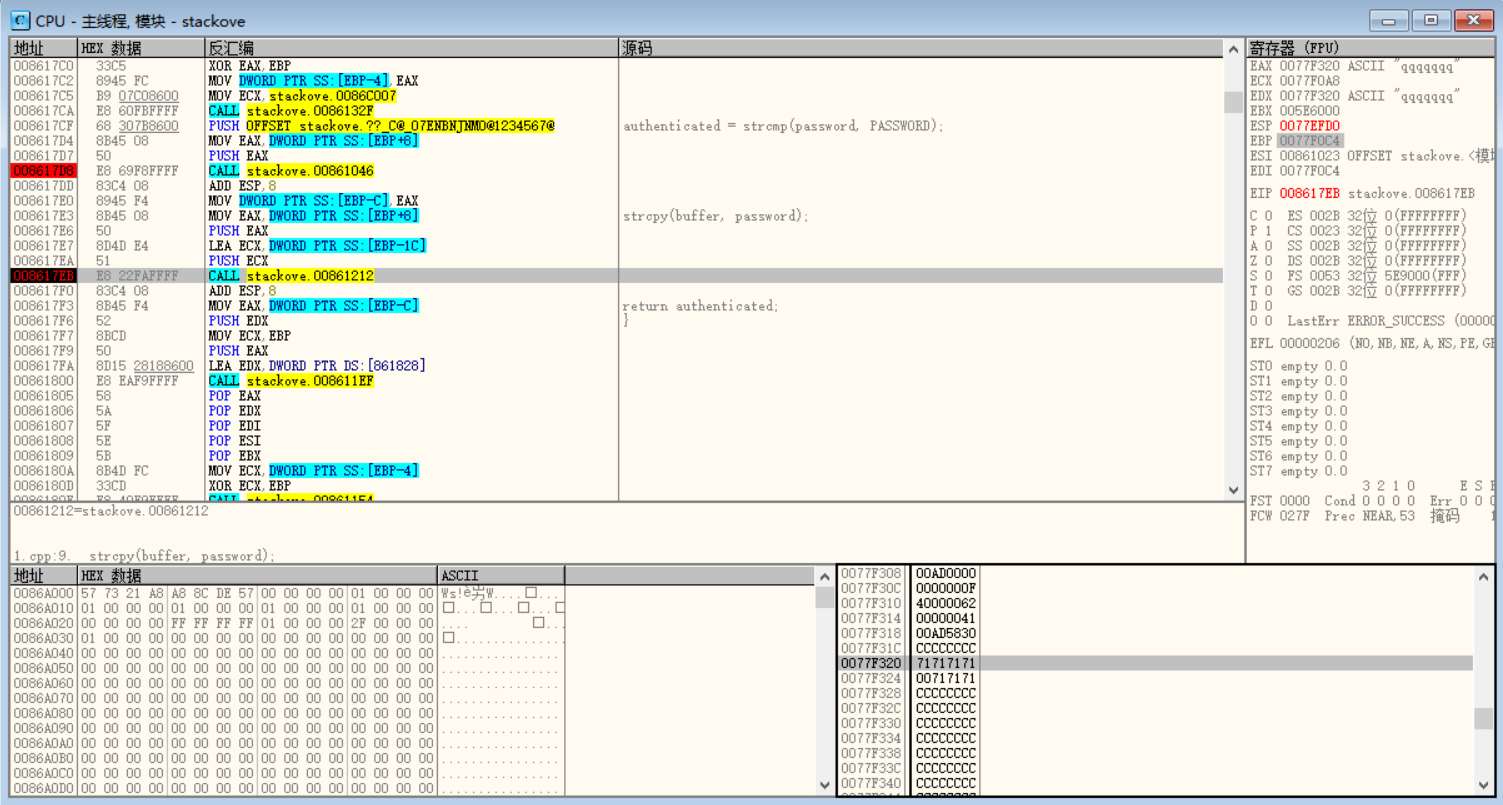 CPU - 主线程, 模块 - stackove
地址 HEX 数据 反汇编 源码
008617C0 33C5 XOR EAX,EBP
008617C2 8945 FC MOV DWORD PTR SS:[EBP-4],EAX
008617C5 B9 07C08600 MOV ECX,stackove.0086C007
008617CA E8 60FBFFFF CALL stackove.0086132F
008617CF 68 307B8600 PUSH OFFSET stackove.??_C@_07ENBNJNMO@1234567@ authenticated = strcmp(password, PASSWORD);
008617D4 8B45 08 MOV EAX,DWORD PTR SS:[EBP+8]
008617D7 50 PUSH EAX
008617D8 E8 69F8FFFF CALL stackove.00861046
008617DD 83C4 08 ADD ESP,8
008617E0 8945 F4 MOV DWORD PTR SS:[EBP-C],EAX
008617E3 8B45 08 MOV EAX,DWORD PTR SS:[EBP+8] strcpy(buffer, password);
008617E6 50 PUSH EAX
008617E7 8D4D E4 LEA ECX,DWORD PTR SS:[EBP-1C]
008617EA 51 PUSH ECX
008617EB E8 22FAFFFF CALL stackove.00861212
008617F0 83C4 08 ADD ESP,8
008617F3 8B45 F4 MOV EAX,DWORD PTR SS:[EBP-C] return authenticated;
008617F6 52 PUSH EDX }
008617F7 8BCD MOV ECX,EBP
008617F9 50 PUSH EAX
008617FA 8D15 28188600 LEA EDX,DWORD PTR DS:[861828]
00861800 E8 EAF9FFFF CALL stackove.008611EF
00861805 58 POP EAX
00861806 5A POP EDX
00861807 5F POP EDI
00861808 5E POP ESI
00861809 5B POP EBX
0086180A 8B4D FC MOV ECX,DWORD PTR SS:[EBP-4]
0086180D 33CD XOR ECX,EBP
0086180F E8 40F9FFFF CALL stackove.00861154
00861212=stackove.00861212
1.cpp:9. strcpy(buffer, password);
寄存器 (FPU)
EAX 0077F320 ASCII "qqqqqqq"
ECX 0077F0A8
EDX 0077F320 ASCII "qqqqqqq"
EBX 005E6000
ESP 0077EFD0
EBP 0077F0C4
ESI 00861023 OFFSET stackove.<模块
EDI 0077F0C4
EIP 008617EB stackove.008617EB
C 0 ES 002B 32位 0(FFFFFFFF)
P 1 CS 0023 32位 0(FFFFFFFF)
A 0 SS 002B 32位 0(FFFFFFFF)
Z 0 DS 002B 32位 0(FFFFFFFF)
S 0 FS 0053 32位 5E9000(FFF)
T 0 GS 002B 32位 0(FFFFFFFF)
D 0
O 0 LastErr ERROR_SUCCESS (00000
EFL 00000206 (NO,NB,NE,A,NS,PE,GE
ST0 empty 0.0
ST1 empty 0.0
ST2 empty 0.0
ST3 empty 0.0
ST4 empty 0.0
ST5 empty 0.0
ST6 empty 0.0
ST7 empty 0.0
3 2 1 0 E S
FST 0000 Cond 0 0 0 0 Err 0 0 0
FCW 027F Prec NEAR,53 掩码 1
地址 HEX 数据 ASCII
0086A000 57 73 21 A8 A8 8C DE 57 00 00 00 00 01 00 00 00
0086A010 01 00 00 00 01 00 00 00 01 00 00 00 01 00 00 00
0086A020 00 00 00 00 FF FF FF FF 01 00 00 00 2F 00 00 00
0086A030 01 00 00 00 00 00 00 00 00 00 00 00 00 00 00 00
0086A040 00 00 00 00 00 00 00 00 00 00 00 00 00 00 00 00 ................
0086A050 00 00 00 00 00 00 00 00 00 00 00 00 00 00 00 00 ................
0086A060 00 00 00 00 00 00 00 00 00 00 00 00 00 00 00 00 ................
0086A070 00 00 00 00 00 00 00 00 00 00 00 00 00 00 00 00 ................
0086A080 00 00 00 00 00 00 00 00 00 00 00 00 00 00 00 00 ................
0086A090 00 00 00 00 00 00 00 00 00 00 00 00 00 00 00 00 ................
0086A0A0 00 00 00 00 00 00 00 00 00 00 00 00 00 00 00 00 ................
0086A0B0 00 00 00 00 00 00 00 00 00 00 00 00 00 00 00 00 ................
0086A0C0 00 00 00 00 00 00 00 00 00 00 00 00 00 00 00 00 ................
0086A0D0 00 00 00 00 00 00 00 00 00 00 00 00 00 00 00 00 ................
0077F308 00AD0000
0077F30C 0000000F
0077F310 40000062
0077F314 00000041
0077F318 00AD5830
0077F31C CCCCCCCC
0077F320 71717171
0077F324 00717171
0077F328 CCCCCCCC
0077F32C CCCCCCCC
0077F330 CCCCCCCC
0077F334 CCCCCCCC
0077F338 CCCCCCCC
0077F33C CCCCCCCC
0077F340 CCCCCCCC